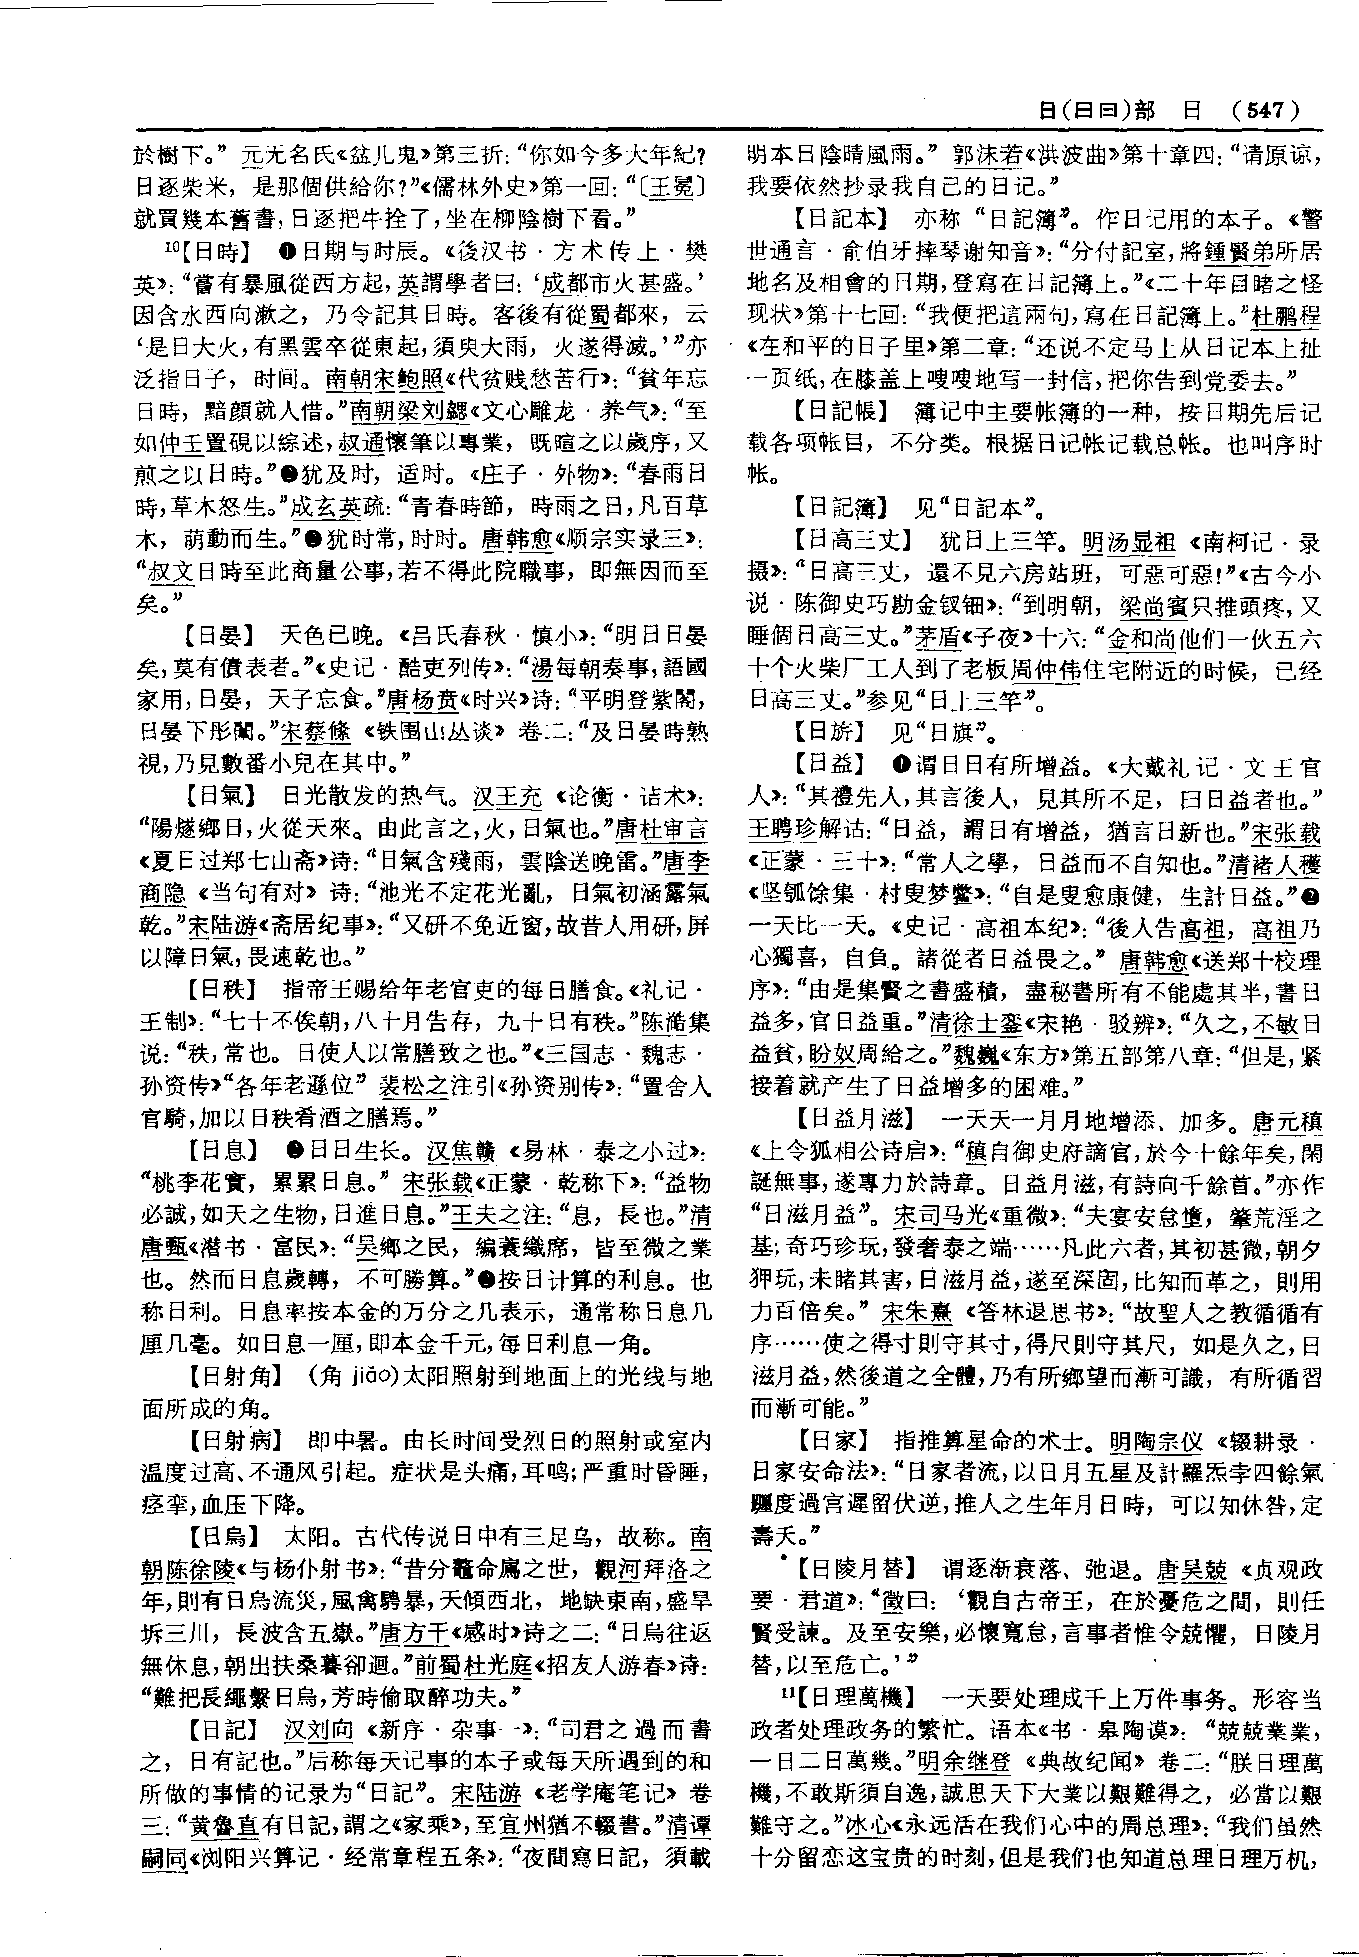 日(日曰)部 日 (547)
於樹下。”元无名氏《盆儿鬼》第三折：“你如今多大年紀？
日逐柴米，是那個供給你？”《儒林外史》第一回：“〔王冕〕
就買幾本舊書，日逐把牛拴了，坐在柳陰樹下看。”
10【日時】 ❶日期与时辰。《後汉书·方术传上·樊
英》：“嘗有暴風從西方起，英謂學者曰：‘成都市火甚盛。’
因含水西向漱之，乃令記其日時。客後有從蜀都來，云
‘是日大火，有黑雲卒從東起，須臾大雨，火遂得滅。’”亦
泛指日子，时间。南朝宋鲍照《代贫贱愁苦行》：“貧年忘
日時，黯顔就人惜。”南朝梁刘勰《文心雕龙·养气》：“至
如仲壬置硯以綜述，叔通懷筆以專業，既暄之以歲序，又
煎之以日時。”❷犹及时，适时。《庄子·外物》：“春雨日
時，草木怒生。”成玄英疏：“青春時節，時雨之日，凡百草
木，萌動而生。”❸犹时常，时时。唐韩愈《顺宗实录三》：
“叔文日時至此商量公事，若不得此院職事，即無因而至
矣。”
【日晏】 天色已晚。《吕氏春秋·慎小》：“明日日晏
矣，莫有僨表者。”《史记·酷吏列传》：“湯每朝奏事，語國
家用，日晏，天子忘食。”唐杨贲《时兴》诗：“平明登紫閣，
日晏下彤闈。”宋蔡絛《铁围山丛谈》卷二：“及日晏時熟
視，乃見數番小兒在其中。”
【日氣】 日光散发的热气。汉王充《论衡·诘术》：
“陽燧鄉日，火從天來。由此言之，火，日氣也。”唐杜审言
《夏日过郑七山斋》诗：“日氣含殘雨，雲陰送晚雷。”唐李
商隐《当句有对》诗：“池光不定花光亂，日氣初涵露氣
乾。”宋陆游《斋居纪事》：“又研不免近窗，故昔人用研，屏
以障日氣，畏速乾也。”
【日秩】 指帝王赐给年老官吏的每日膳食。《礼记·
王制》：“七十不俟朝，八十月告存，九十日有秩。”陈澔集
说：“秩，常也。日使人以常膳致之也。”《三国志·魏志·
孙资传》“各年老遜位”裴松之注引《孙资别传》：“置舍人
官騎，加以日秩肴酒之膳焉。”
【日息】 ❶日日生长。汉焦赣《易林·泰之小过》：
“桃李花實，累累日息。”宋张载《正蒙·乾称下》：“益物
必誠，如天之生物，日進日息。”王夫之注：“息，長也。”清
唐甄《潜书·富民》：“吴鄉之民，編蓑織席，皆至微之業
也。然而日息歲轉，不可勝算。”❷按日计算的利息。也
称日利。日息率按本金的万分之几表示，通常称日息几
厘几毫。如日息一厘，即本金千元，每日利息一角。
【日射角】 (角 jiǎo)太阳照射到地面上的光线与地
面所成的角。
【日射病】 即中暑。由长时间受烈日的照射或室内
温度过高、不通风引起。症状是头痛，耳鸣；严重时昏睡，
痉挛，血压下降。
【日烏】 太阳。古代传说日中有三足乌，故称。南
朝陈徐陵《与杨仆射书》：“昔分鼇命屬之世，觀河拜洛之
年，則有日烏流災，風禽騁暴，天傾西北，地缺東南，盛旱
坼三川，長波含五嶽。”唐方干《感时》诗之二：“日烏往返
無休息，朝出扶桑暮卻迴。”前蜀杜光庭《招友人游春》诗：
“難把長繩繫日烏，芳時偷取醉功夫。”
【日記】 汉刘向《新序·杂事一》：“司君之過而書
之，日有記也。”后称每天记事的本子或每天所遇到的和
所做的事情的记录为“日記”。宋陆游《老学庵笔记》卷
三：“黄魯直有日記，謂之《家乘》，至宜州猶不輟書。”清谭
嗣同《浏阳兴算记·经常章程五条》：“夜間寫日記，須載
明本日陰晴風雨。”郭沫若《洪波曲》第十章四：“请原谅，
我要依然抄录我自己的日记。”
【日記本】 亦称“日記簿”。作日记用的本子。《警
世通言·俞伯牙摔琴谢知音》：“分付記室，將鍾賢弟所居
地名及相會的日期，登寫在日記簿上。”《二十年目睹之怪
现状》第十七回：“我便把這兩句，寫在日記簿上。”杜鹏程
《在和平的日子里》第二章：“还说不定马上从日记本上扯
一页纸，在膝盖上嗖嗖地写一封信，把你告到党委去。”
【日記帳】 簿记中主要帐簿的一种，按日期先后记
载各项帐目，不分类。根据日记帐记载总帐。也叫序时
帐。
【日記簿】 见“日記本”。
【日高三丈】 犹日上三竿。明汤显祖《南柯记·录
摄》：“日高三丈，還不見六房站班，可惡可惡！”《古今小
说·陈御史巧勘金钗钿》：“到明朝，梁尚賓只推頭疼，又
睡個日高三丈。”茅盾《子夜》十六：“金和尚他们一伙五六
十个火柴厂工人到了老板周仲伟住宅附近的时候，已经
日高三丈。”参见“日上三竿”。
【日旂】 见“日旗”。
【日益】 ❶谓日日有所增益。《大戴礼记·文王官
人》：“其禮先人，其言後人，見其所不足，曰日益者也。”
王聘珍解诂：“日益，謂日有增益，猶言日新也。”宋张载
《正蒙·三十》：“常人之學，日益而不自知也。”清褚人穫
《坚瓠馀集·村叟梦鳖》：“自是叟愈康健，生計日益。”❷
一天比一天。《史记·高祖本纪》：“後人告高祖，高祖乃
心獨喜，自負。諸從者日益畏之。”唐韩愈《送郑十校理
序》：“由是集賢之書盛積，盡秘書所有不能處其半，書日
益多，官日益重。”清徐士銮《宋艳·驳辨》：“久之，不敏日
益貧，盼奴周給之。”魏巍《东方》第五部第八章：“但是，紧
接着就产生了日益增多的困难。”
【日益月滋】 一天天一月月地增添、加多。唐元稹
《上令狐相公诗启》：“稹自御史府謫官，於今十餘年矣，閑
誕無事，遂專力於詩章。日益月滋，有詩向千餘首。”亦作
“日滋月益”。宋司马光《重微》：“夫宴安怠惰，肇荒淫之
基；奇巧珍玩，發奢泰之端……凡此六者，其初甚微，朝夕
狎玩，未睹其害，日滋月益，遂至深固，比知而革之，則用
力百倍矣。”宋朱熹《答林退思书》：“故聖人之教循循有
序……使之得寸則守其寸，得尺則守其尺，如是久之，日
滋月益，然後道之全體，乃有所鄉望而漸可識，有所循習
而漸可能。”
【日家】 指推算星命的术士。明陶宗仪《辍耕录·
日家安命法》：“日家者流，以日月五星及計羅炁孛四餘氣
躔度過宫遲留伏逆，推人之生年月日時，可以知休咎，定
壽夭。”
【日陵月替】 谓逐渐衰落、弛退。唐吴兢《贞观政
要·君道》：“徵曰：‘觀自古帝王，在於憂危之間，則任
賢受諫。及至安樂，必懷寬怠，言事者惟令兢懼，日陵月
替，以至危亡。’”
11【日理萬機】 一天要处理成千上万件事务。形容当
政者处理政务的繁忙。语本《书·皋陶谟》：“兢兢業業，
一日二日萬幾。”明余继登《典故纪闻》卷二：“朕日理萬
機，不敢斯須自逸，誠思天下大業以艱難得之，必當以艱
難守之。”冰心《永远活在我们心中的周总理》：“我们虽然
十分留恋这宝贵的时刻，但是我们也知道总理日理万机，